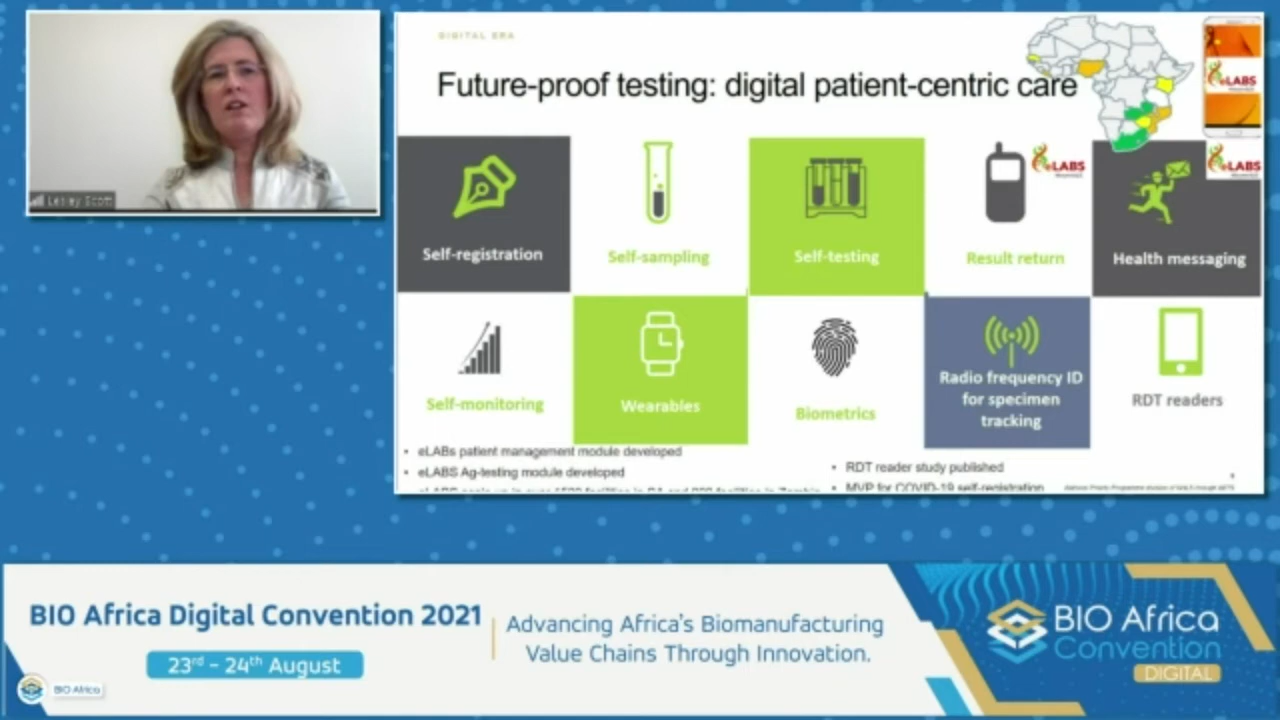 Lesley Scott
DIGITAL ERA
Future-proof testing: digital patient-centric care
eLABS
eLABS
eLABS
Self-registration
Self-sampling
Self-testing
Result return
Health messaging
Self-monitoring
Wearables
Biometrics
Radio frequency ID
for specimen
tracking
RDT readers
• eLABs patient management module developed
• eLABS Ag-testing module developed
• RDT reader study published
• MVP for COVID-19 self-registration
BIO Africa Digital Convention 2021
23rd - 24th August
Advancing Africa's Biomanufacturing
Value Chains Through Innovation.
BIO Africa
Convention
DIGITAL
BIO Africa